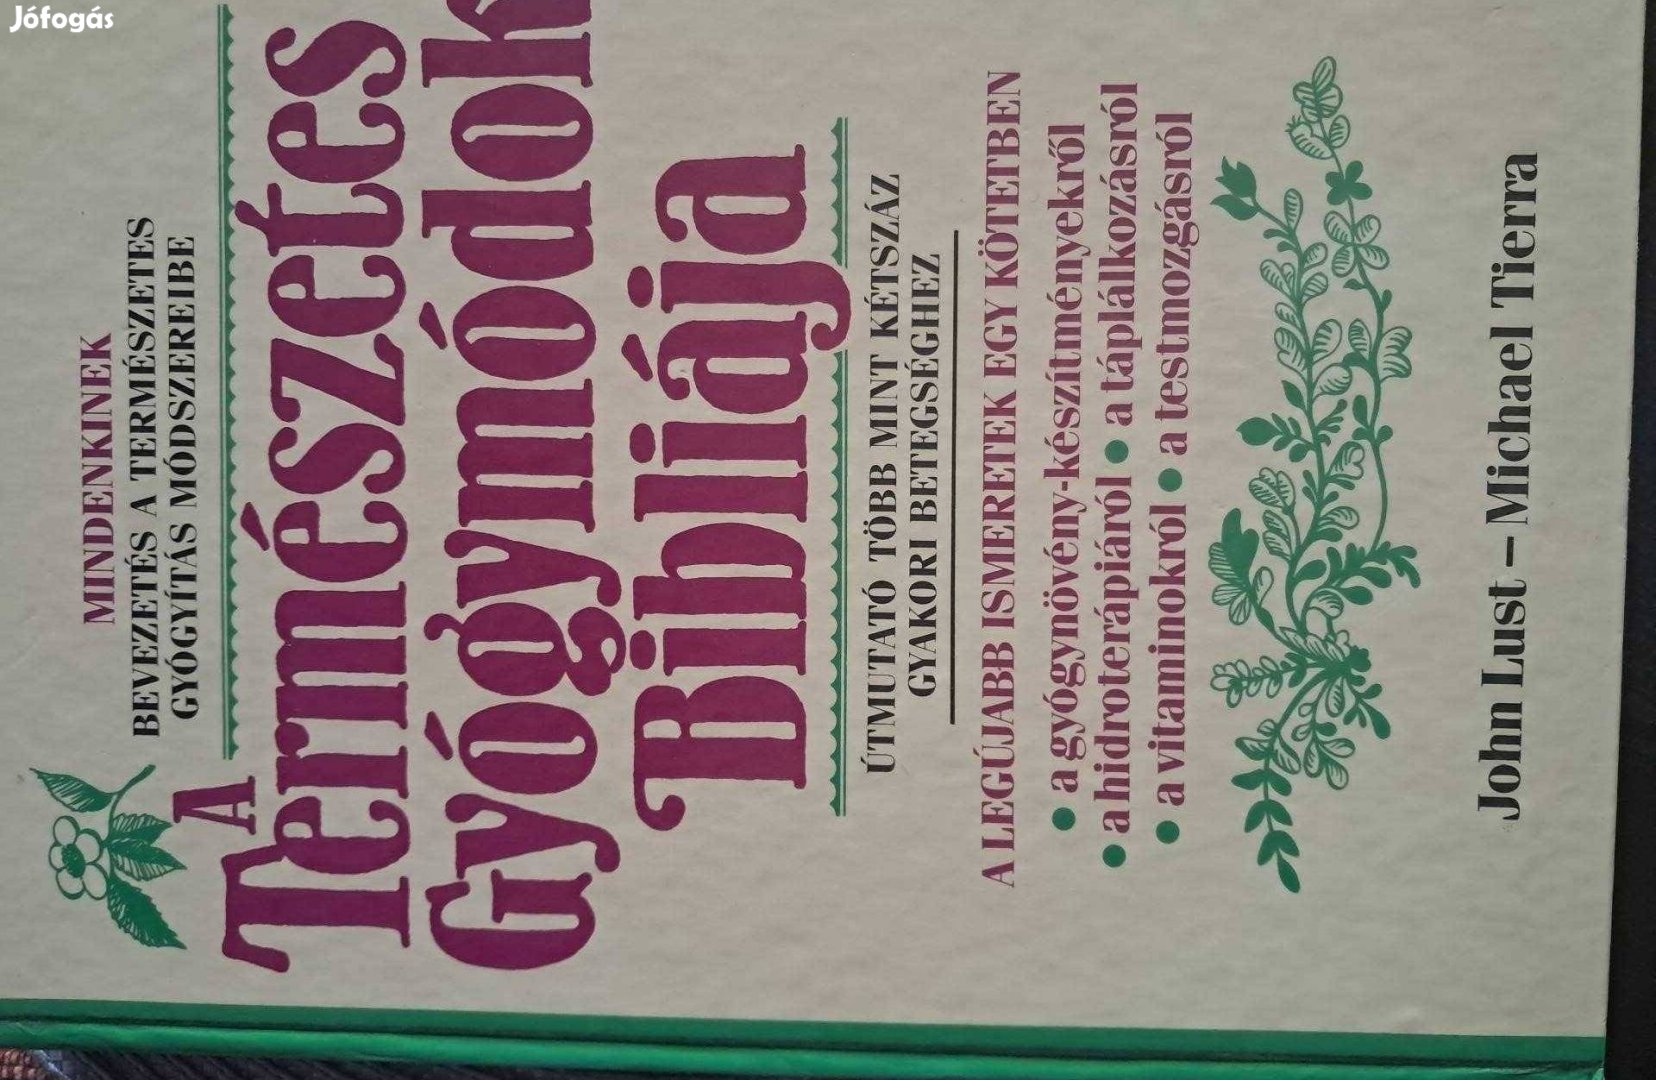 Jófogás
MINDENKINEK
BEVEZETÉS A TERMÉSZETES
GYÓGYÍTÁS MÓDSZEREIBE
A
Természetes
Gyógymódok
Bibliája
ÚTMUTATÓ TÖBB MINT KÉTSZÁZ
GYAKORI BETEGSÉGHEZ
A LEGÚJABB ISMERETEK EGY KÖTETBEN
● a gyógynövény-készítményekről
● a hidroterápiáról ● a táplálkozásról
● a vitaminokról ● a testmozgásról
John Lust – Michael Tierra